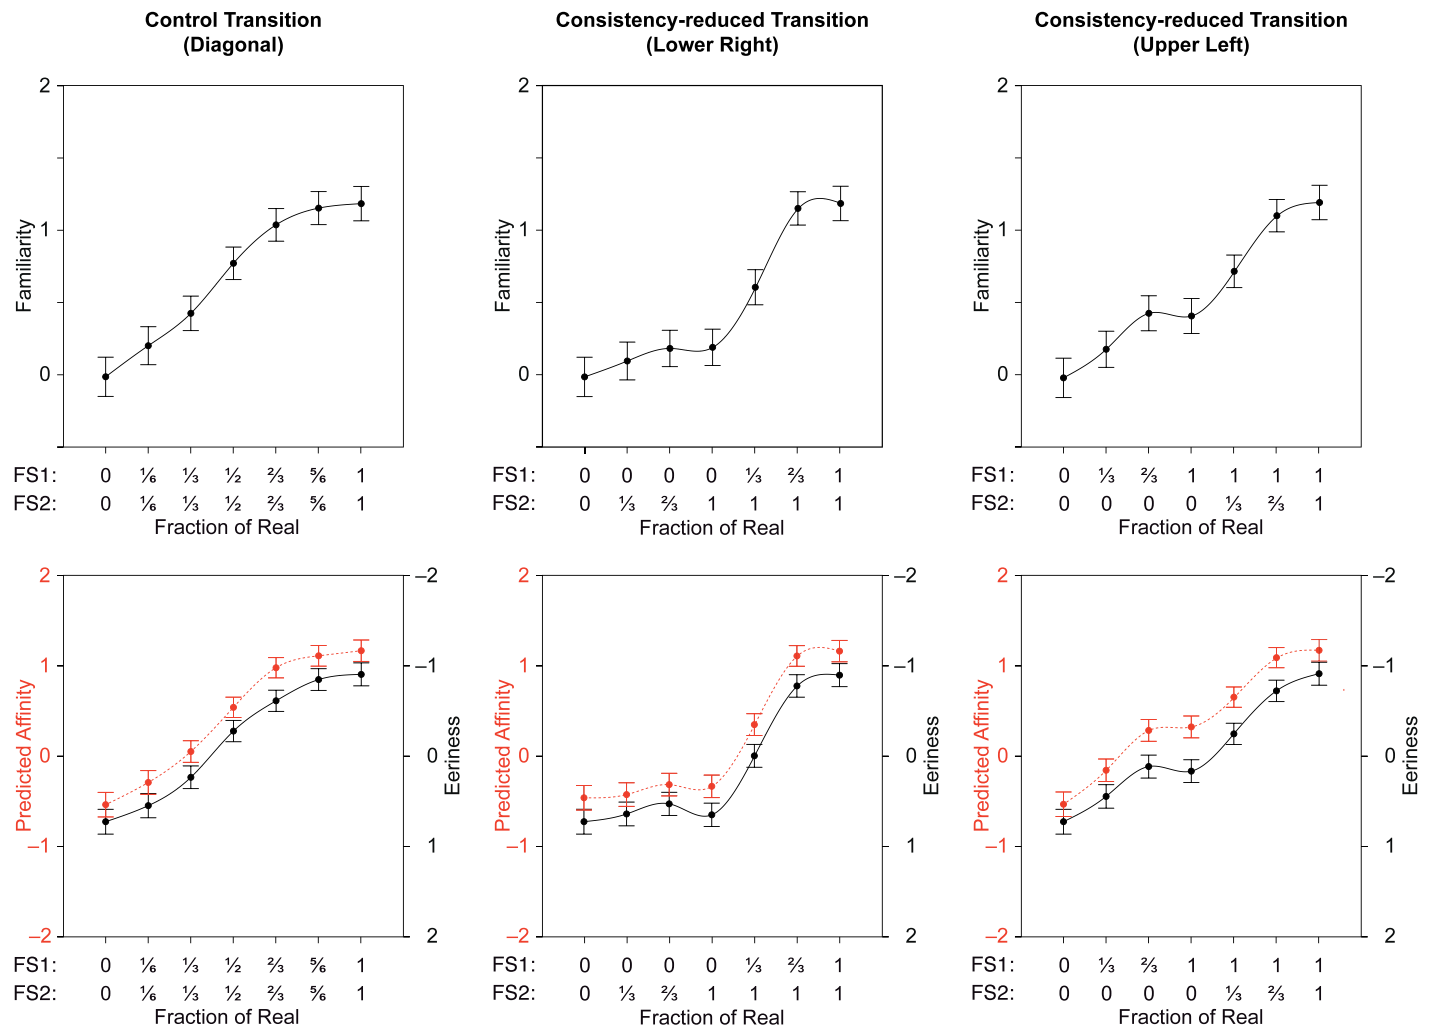 Control Transition
(Diagonal)
Consistency-reduced Transition
(Lower Right)
Consistency-reduced Transition
(Upper Left)
2
1
0
Familiarity
FS1: 0 ⅙ ⅓ ½ ⅔ ⅚ 1
FS2: 0 ⅙ ⅓ ½ ⅔ ⅚ 1
Fraction of Real
2
1
0
Familiarity
FS1: 0 0 0 0 ⅓ ⅔ 1
FS2: 0 ⅓ ⅔ 1 1 1 1
Fraction of Real
2
1
0
Familiarity
FS1: 0 ⅓ ⅔ 1 1 1 1
FS2: 0 0 0 0 ⅓ ⅔ 1
Fraction of Real
2
1
0
–1
–2
Predicted Affinity
–2
–1
0
1
2
Eeriness
FS1: 0 ⅙ ⅓ ½ ⅔ ⅚ 1
FS2: 0 ⅙ ⅓ ½ ⅔ ⅚ 1
Fraction of Real
2
1
0
–1
–2
Predicted Affinity
–2
–1
0
1
2
Eeriness
FS1: 0 0 0 0 ⅓ ⅔ 1
FS2: 0 ⅓ ⅔ 1 1 1 1
Fraction of Real
2
1
0
–1
–2
Predicted Affinity
–2
–1
0
1
2
Eeriness
FS1: 0 ⅓ ⅔ 1 1 1 1
FS2: 0 0 0 0 ⅓ ⅔ 1
Fraction of Real